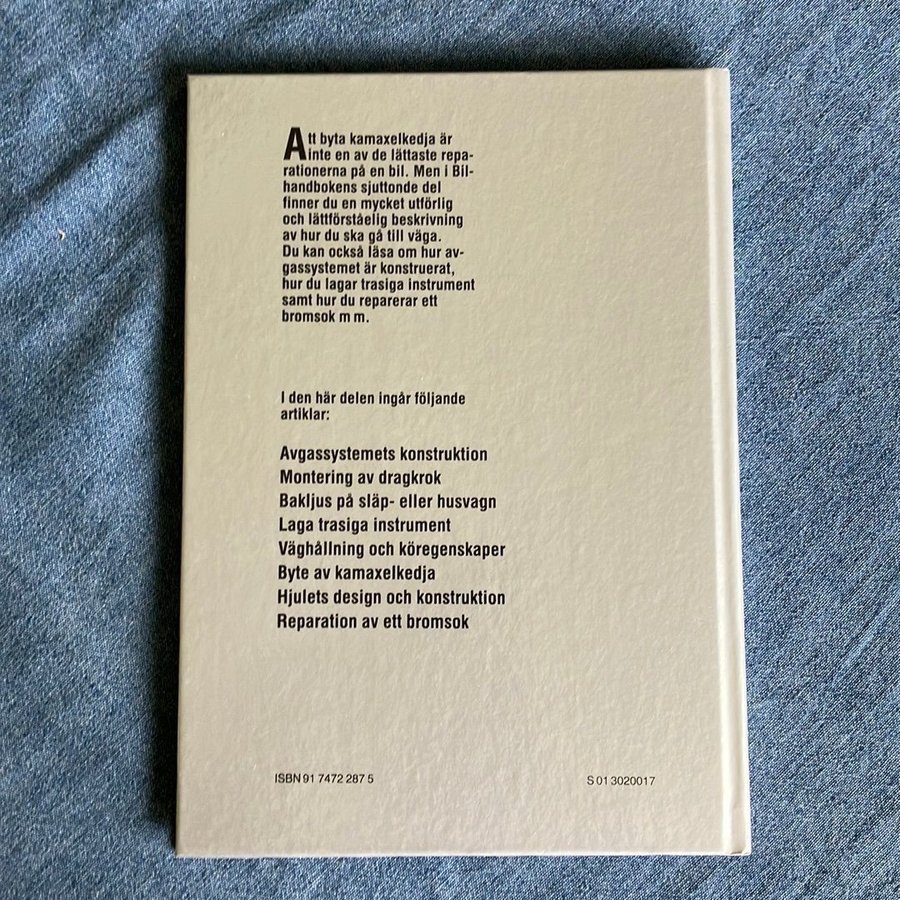 Att byta kamaxelkedja är
inte en av de lättaste repa-
rationerna på en bil. Men i Bil-
handbokens sjuttonde del
finner du en mycket utförlig
och lättförståelig beskrivning
av hur du ska gå till väga.
Du kan också läsa om hur av-
gassystemet är konstruerat,
hur du lagar trasiga instrument
samt hur du reparerar ett
bromsok m m.
I den här delen ingår följande
artiklar:
Avgassystemets konstruktion
Montering av dragkrok
Bakljus på släp- eller husvagn
Laga trasiga instrument
Väghållning och köregenskaper
Byte av kamaxelkedja
Hjulets design och konstruktion
Reparation av ett bromsok
ISBN 91 7472 287 5
S 01 3020017